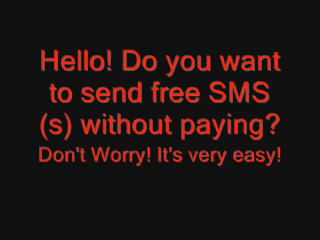 Hello! Do you want
to send free SMS
(s) without paying?
Don't Worry! It's very easy!